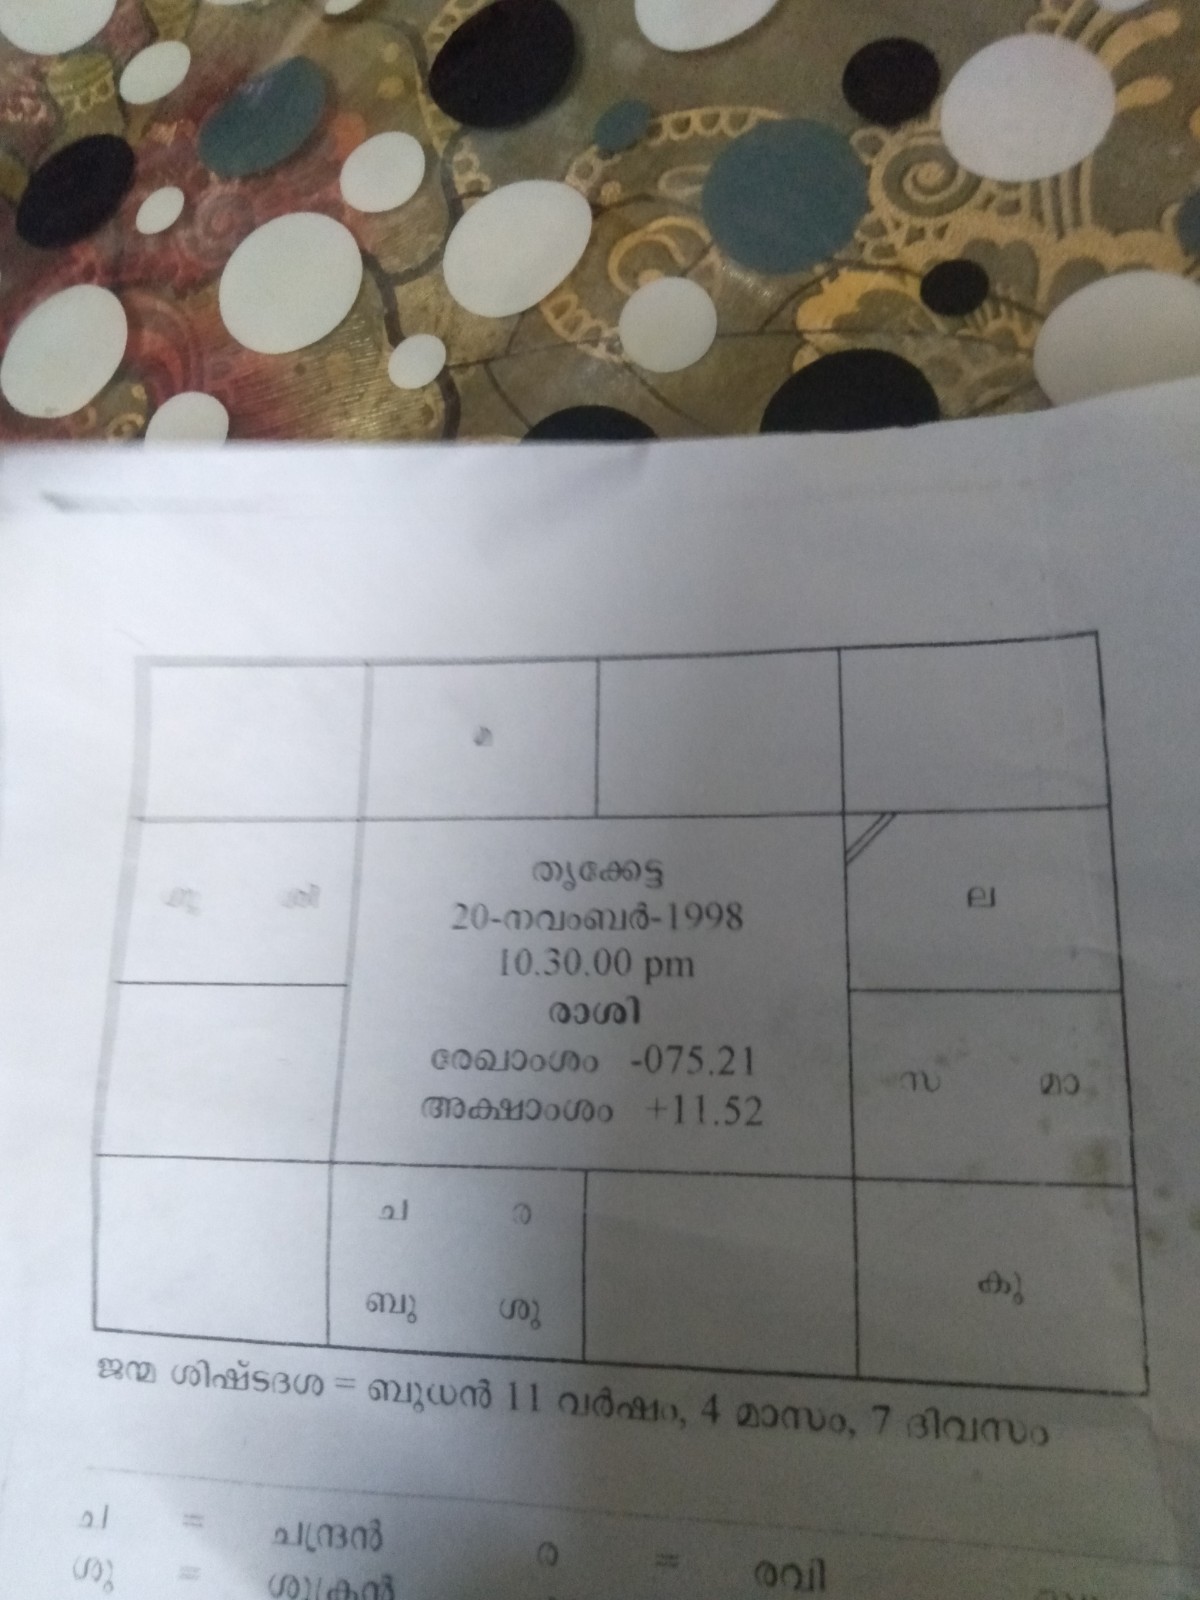 മ
ഗു ശി
തൃക്കേട്ട
20-നവംബർ-1998
10.30.00 pm
രാശി
രേഖാംശം -075.21
അക്ഷാംശം +11.52
ല
സ മാ
ച ര
ബു ശു
കു
ജന്മ ശിഷ്ടദശ = ബുധൻ 11 വർഷം, 4 മാസം, 7 ദിവസം
ച = ചന്ദ്രൻ ര = രവി
ശു = ശുക്രൻ